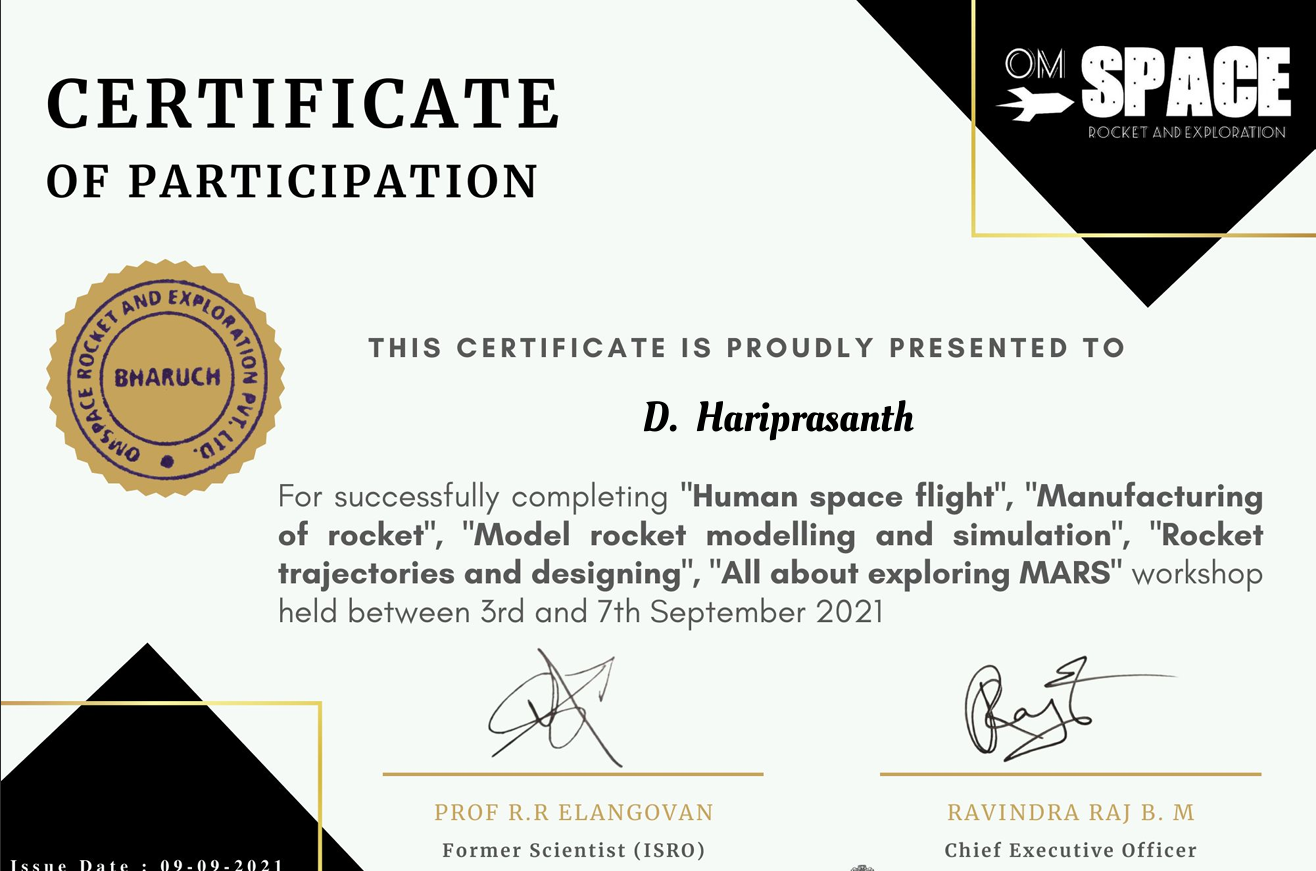 CERTIFICATE
OF PARTICIPATION
OM SPACE
ROCKET AND EXPLORATION
OMSPACE ROCKET AND EXPLORATION PVT. LTD.
BHARUCH
THIS CERTIFICATE IS PROUDLY PRESENTED TO
D. Hariprasanth
For successfully completing "Human space flight", "Manufacturing
of rocket", "Model rocket modelling and simulation", "Rocket
trajectories and designing", "All about exploring MARS" workshop
held between 3rd and 7th September 2021
PROF R.R ELANGOVAN
Former Scientist (ISRO)
RAVINDRA RAJ B. M
Chief Executive Officer
Issue Date : 09-09-2021